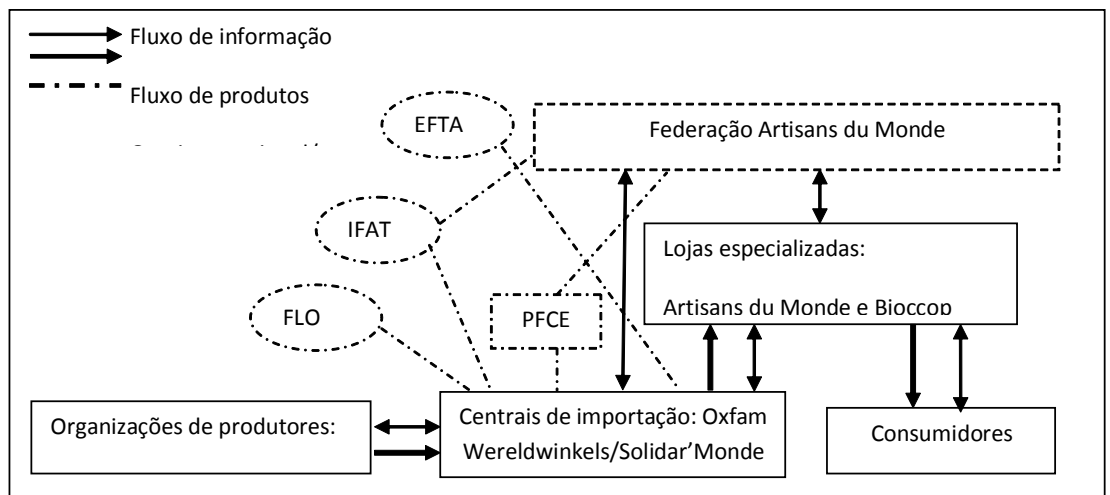 Fluxo de informação
Fluxo de produtos
EFTA
Federação Artisans du Monde
IFAT
Lojas especializadas:
Artisans du Monde e Bioccop
FLO
PFCE
Organizações de produtores:
Centrais de importação: Oxfam
Wereldwinkels/Solidar’Monde
Consumidores